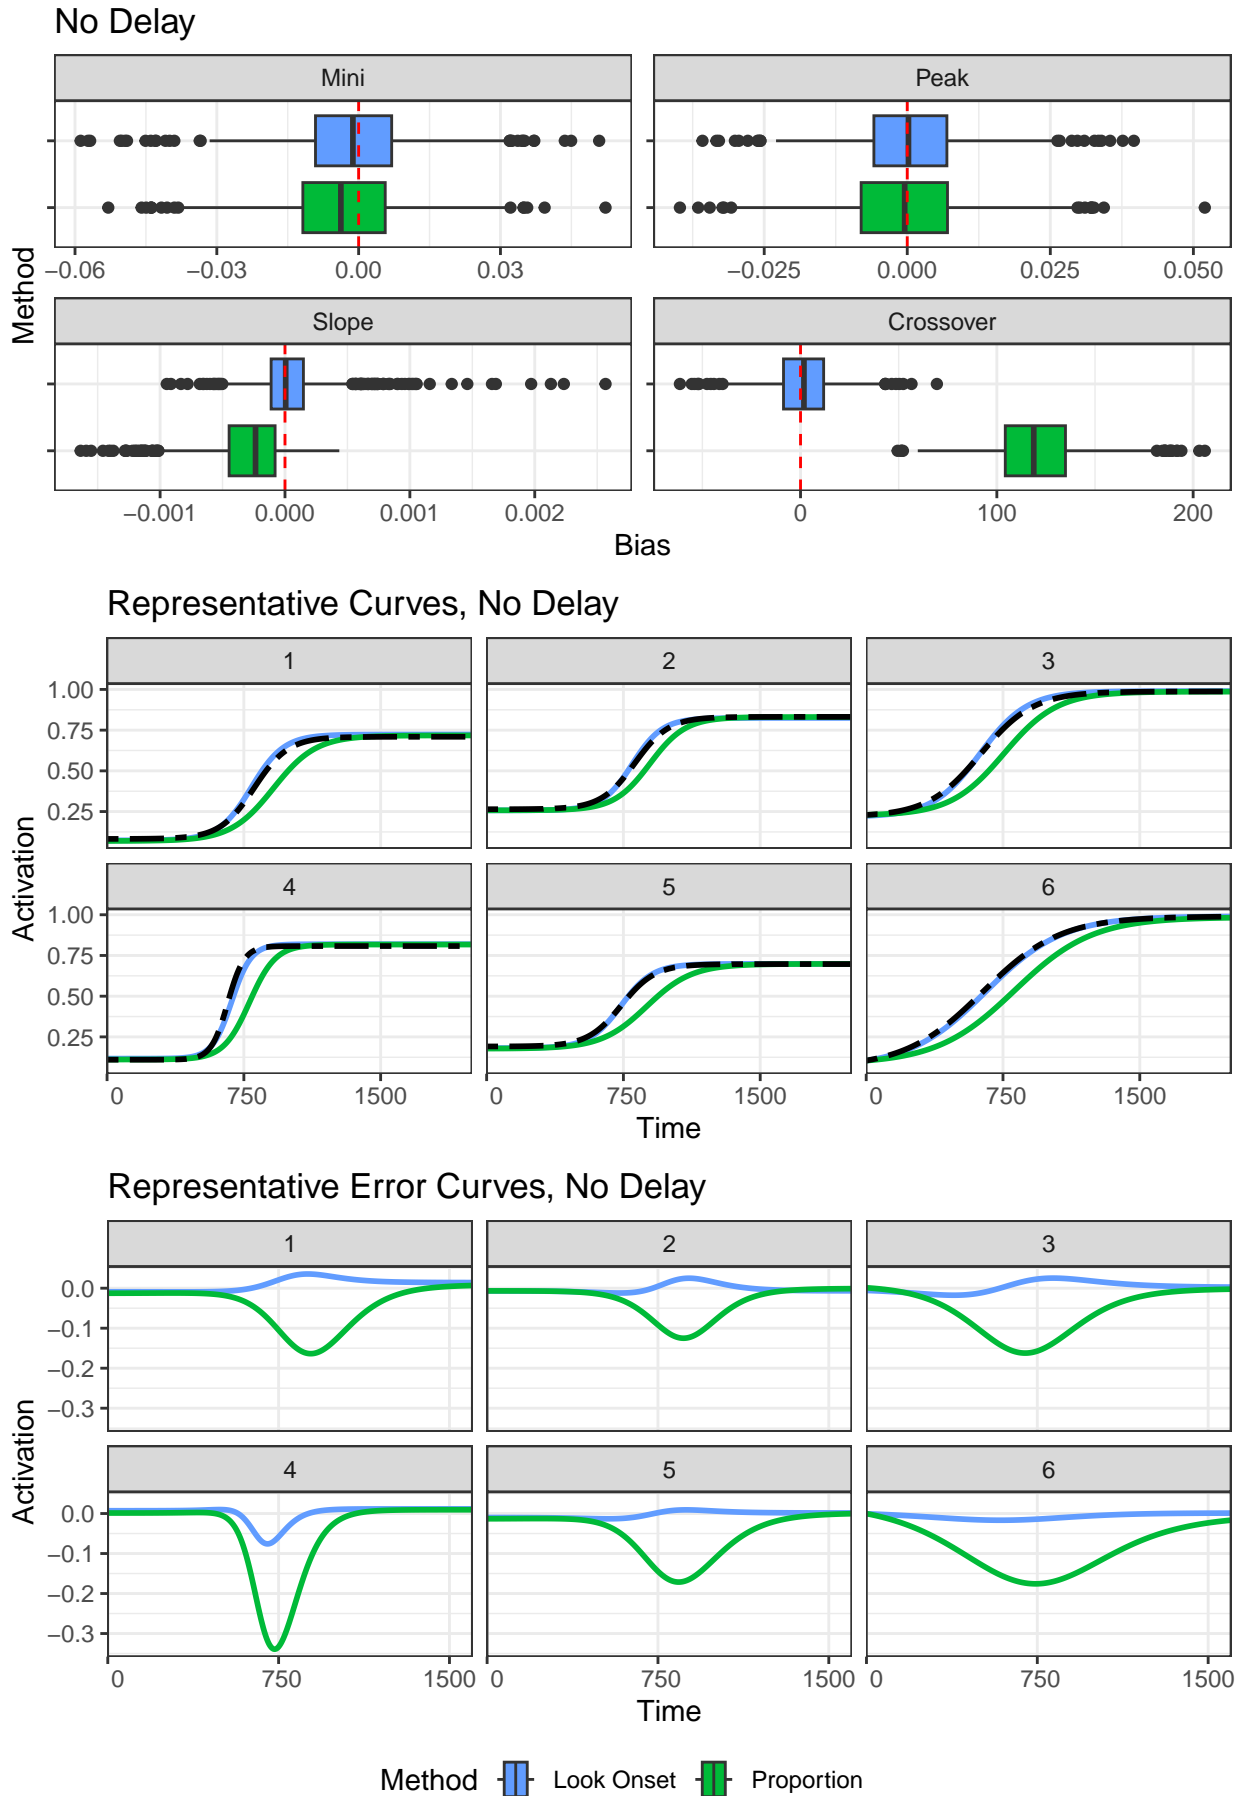 No Delay
Mini Peak
−0.06 −0.03 0.00 0.03 −0.025 0.000 0.025 0.050
Method
Slope Crossover
−0.001 0.000 0.001 0.002 0 100 200
Bias
Representative Curves, No Delay
1 2 3
1.00
0.75
0.50
0.25
Activation
4 5 6
1.00
0.75
0.50
0.25
0 750 1500 0 750 1500 0 750 1500
Time
Representative Error Curves, No Delay
1 2 3
0.0
−0.1
−0.2
−0.3
Activation
4 5 6
0.0
−0.1
−0.2
−0.3
0 750 1500 0 750 1500 0 750 1500
Time
Method Look Onset Proportion